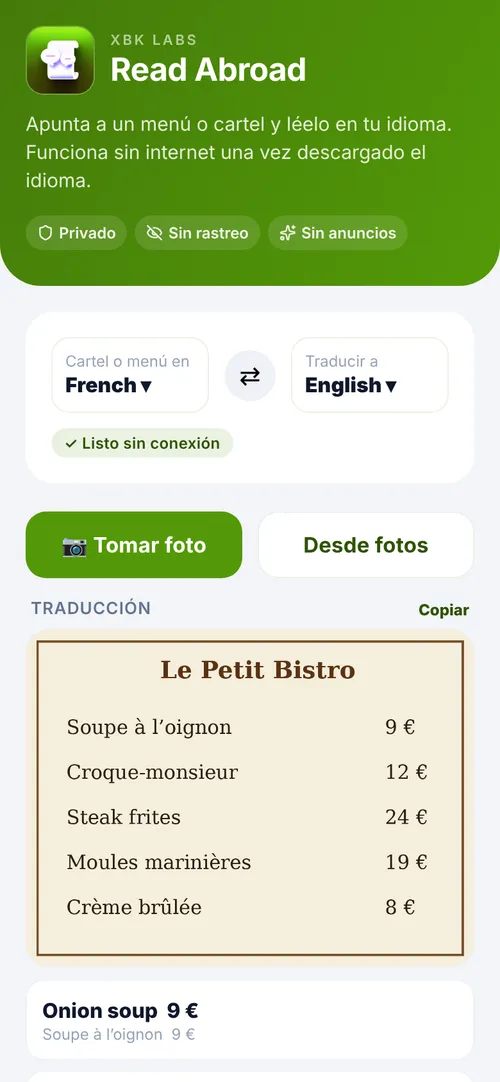 XBK LABS
Read Abroad
Apunta a un menú o cartel y léelo en tu idioma.
Funciona sin internet una vez descargado el
idioma.
Privado
Sin rastreo
Sin anuncios
Cartel o menú en
French ▾
Traducir a
English ▾
✓ Listo sin conexión
Tomar foto
Desde fotos
TRADUCCIÓN
Copiar
Le Petit Bistro
Soupe à l’oignon 9 €
Croque-monsieur 12 €
Steak frites 24 €
Moules marinières 19 €
Crème brûlée 8 €
Onion soup 9 €
Soupe à l’oignon 9 €